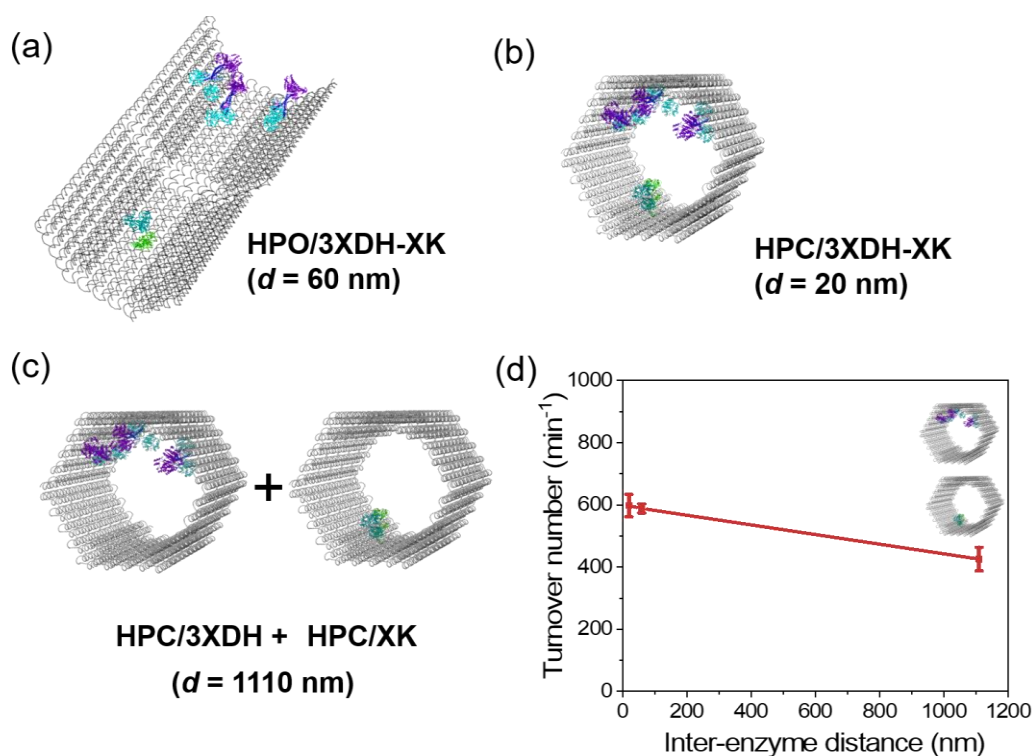 (a)
HPO/3XDH-XK
(d = 60 nm)
(b)
HPC/3XDH-XK
(d = 20 nm)
(c)
+
HPC/3XDH + HPC/XK
(d = 1110 nm)
(d)
Turnover number (min⁻¹)
1000
800
600
400
200
0
0 200 400 600 800 1000 1200
Inter-enzyme distance (nm)